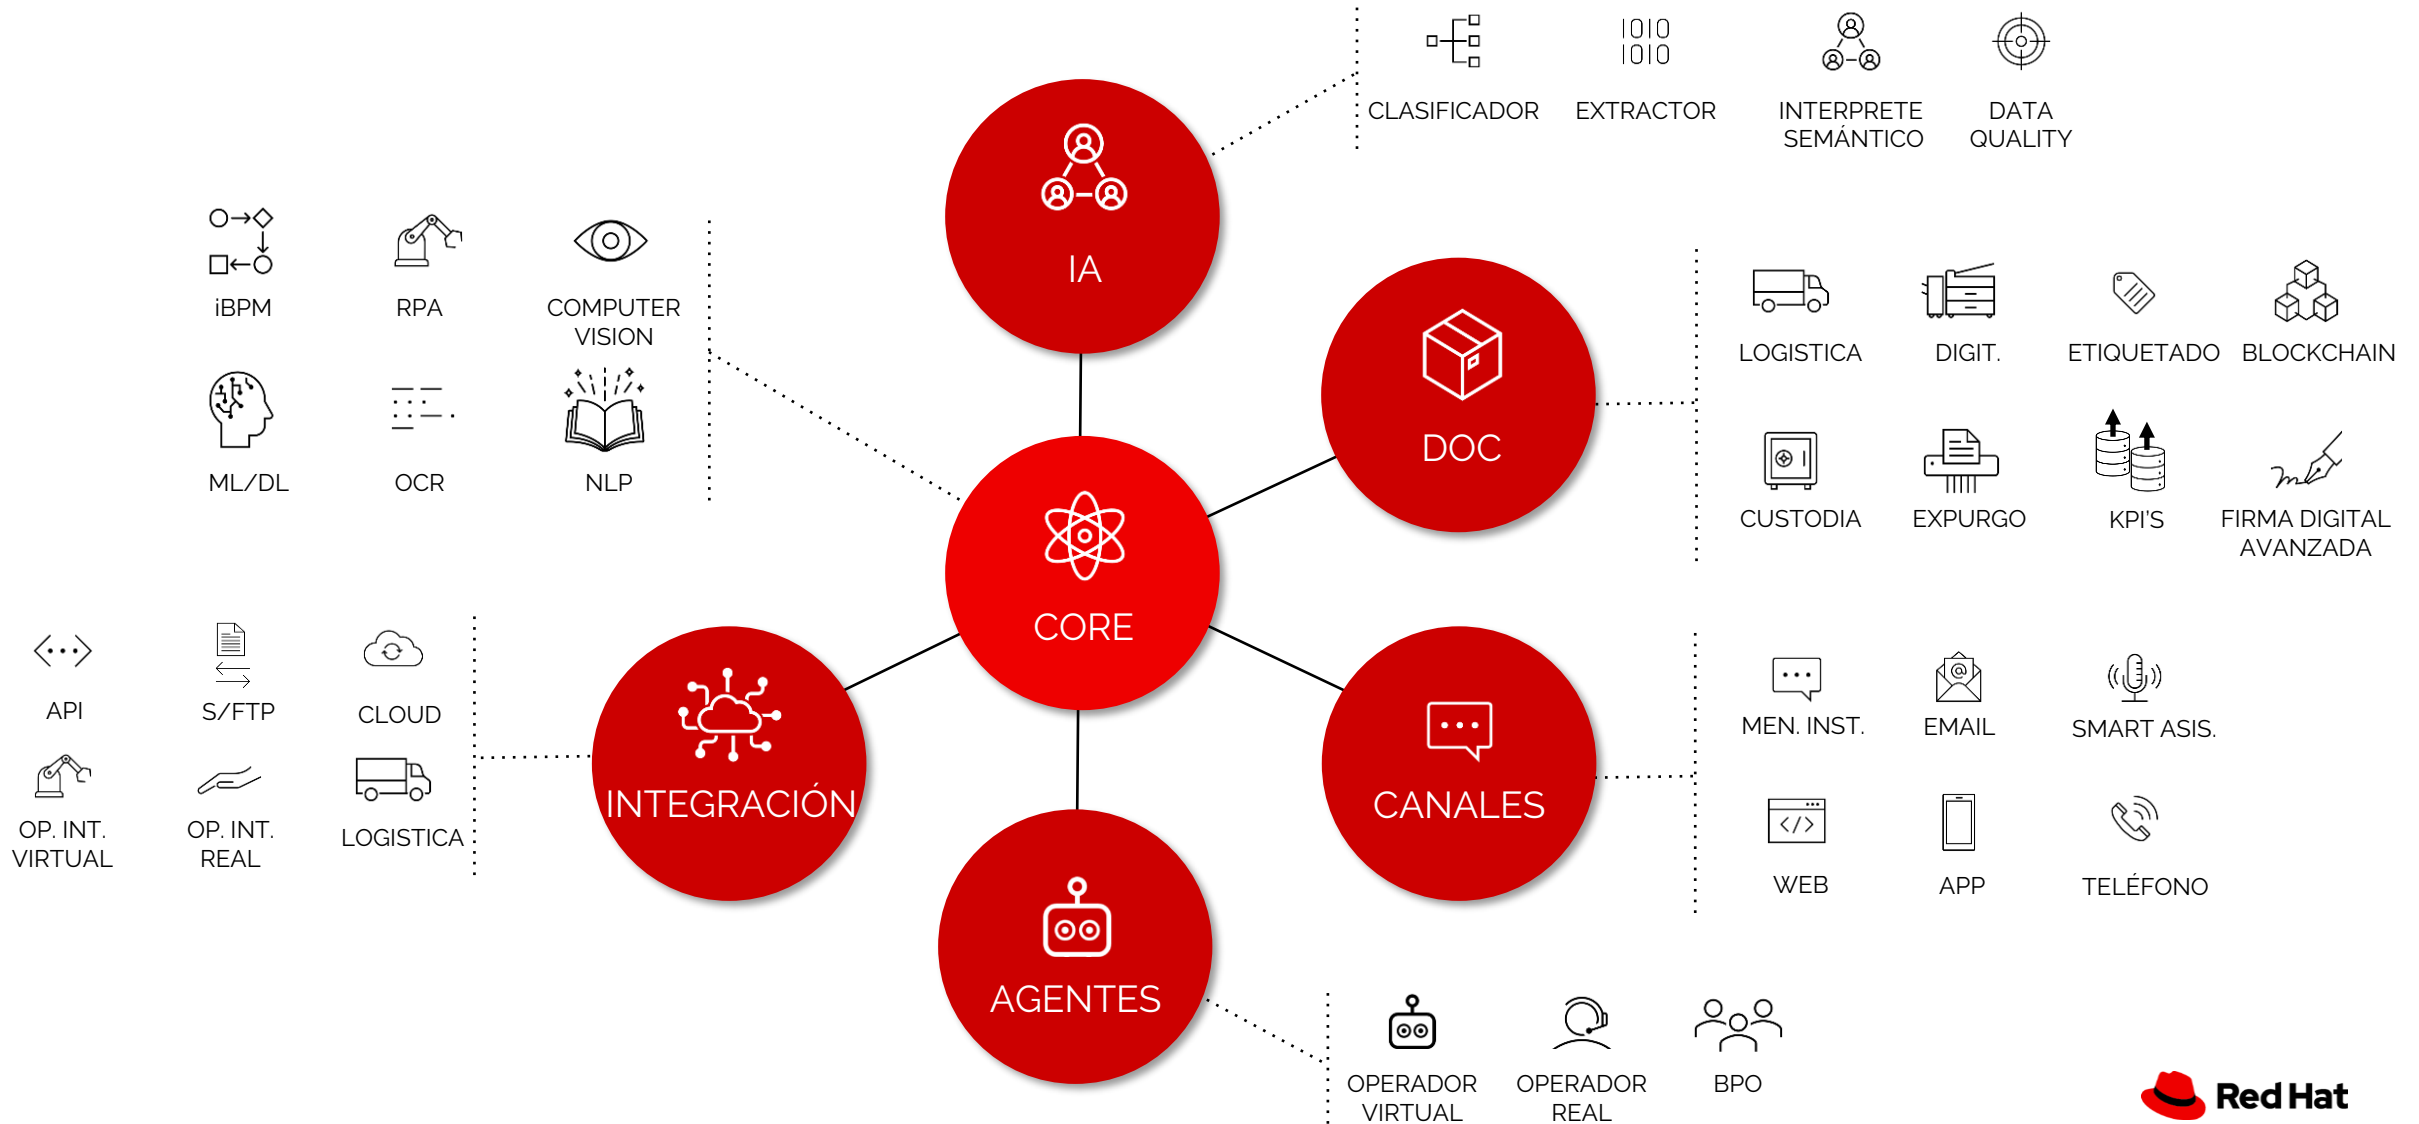 CLASIFICADOR
EXTRACTOR
INTERPRETE
SEMÁNTICO
DATA
QUALITY
IA
iBPM
RPA
COMPUTER
VISION
ML/DL
OCR
NLP
DOC
LOGISTICA
DIGIT.
ETIQUETADO
BLOCKCHAIN
CUSTODIA
EXPURGO
KPI'S
FIRMA DIGITAL
AVANZADA
CORE
API
S/FTP
CLOUD
OP. INT.
VIRTUAL
OP. INT.
REAL
LOGISTICA
INTEGRACIÓN
CANALES
MEN. INST.
EMAIL
SMART ASIS.
WEB
APP
TELÉFONO
AGENTES
OPERADOR
VIRTUAL
OPERADOR
REAL
BPO
Red Hat